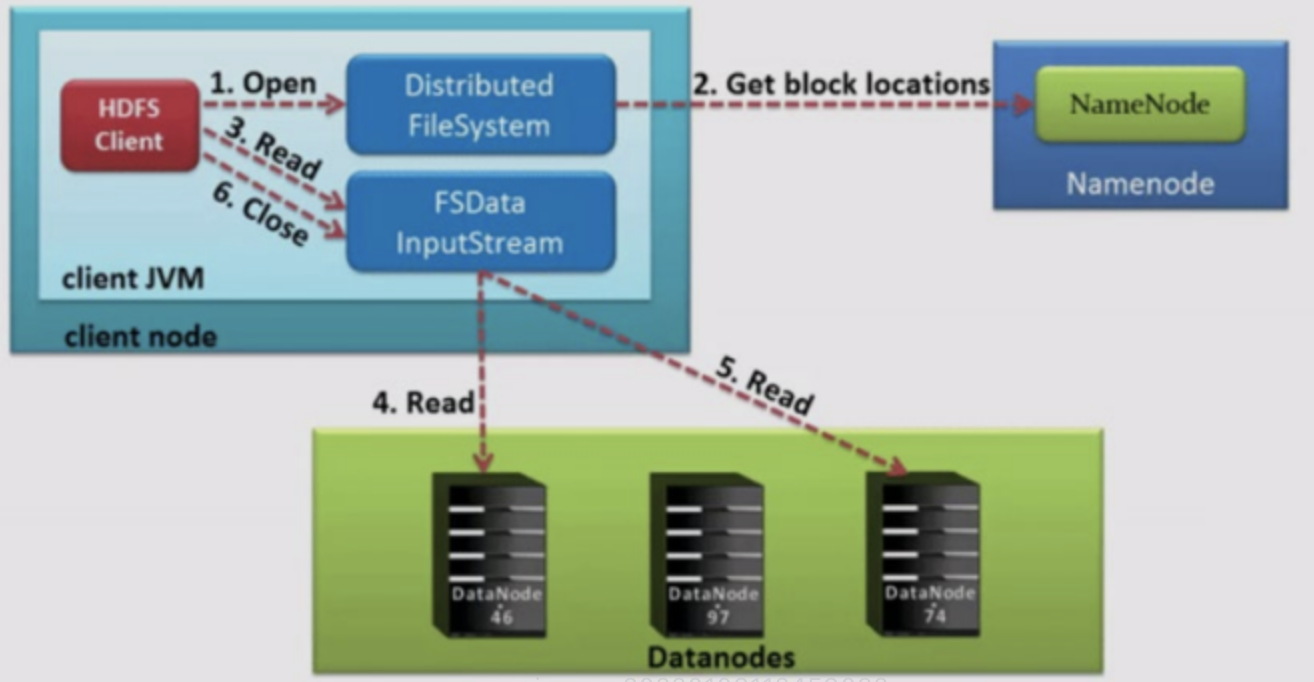 HDFS
Client
1. Open
Distributed
FileSystem
2. Get block locations
NameNode
Namenode
3. Read
6. Close
FSData
InputStream
client JVM
client node
4. Read
5. Read
DataNode
46
DataNode
97
DataNode
74
Datanodes